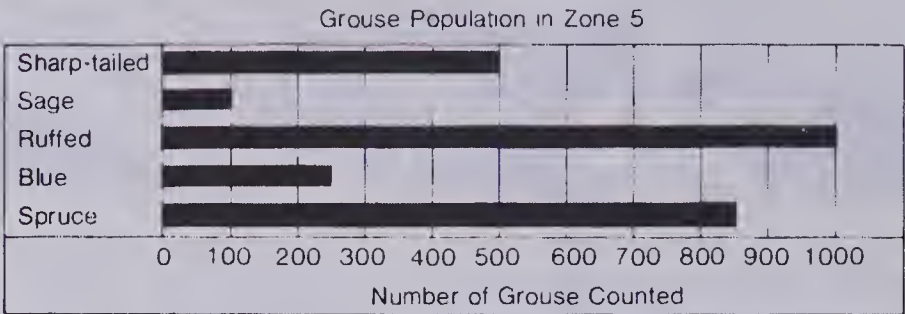 Grouse Population in Zone 5
Sharp-tailed
Sage
Ruffed
Blue
Spruce
0 100 200 300 400 500 600 700 800 900 1000
Number of Grouse Counted